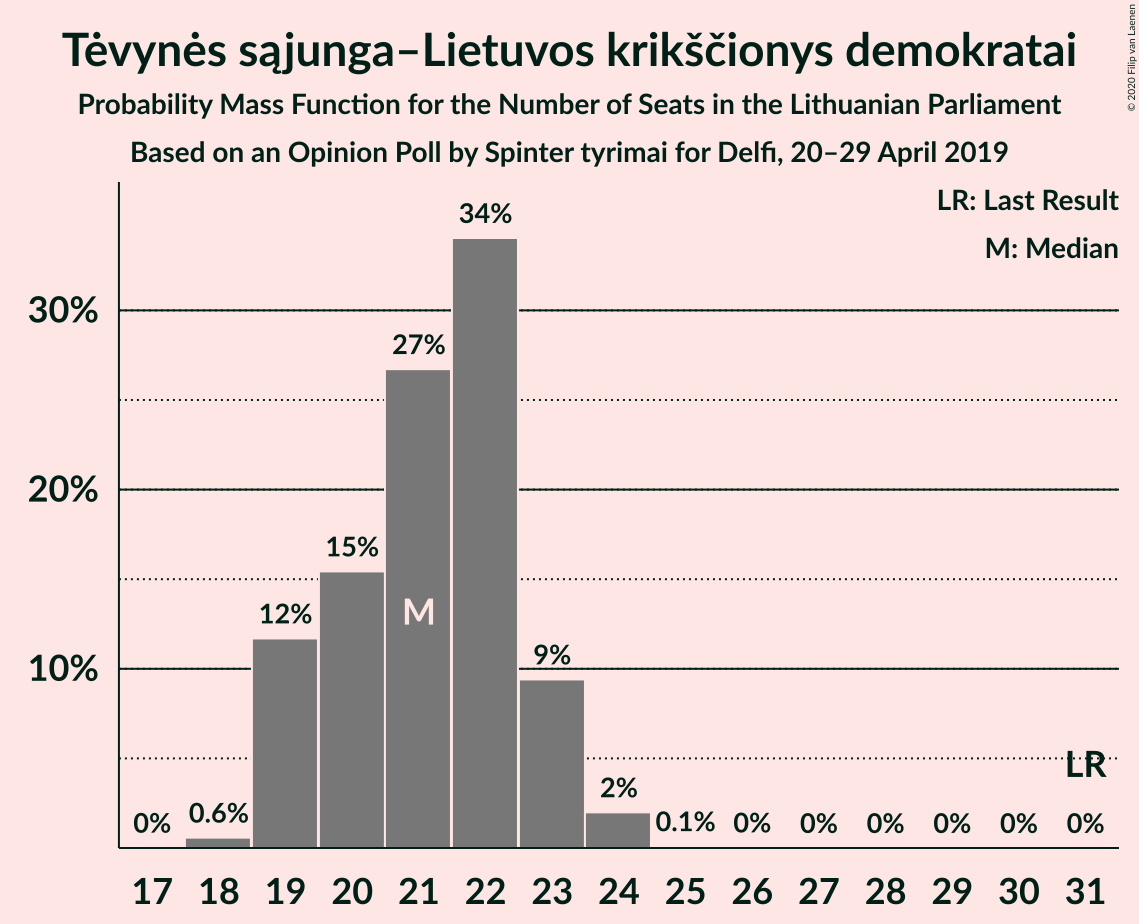 Tėvynės sąjunga–Lietuvos krikščionys demokratai
Probability Mass Function for the Number of Seats in the Lithuanian Parliament
Based on an Opinion Poll by Spinter tyrimai for Delfi, 20–29 April 2019
© 2020 Filip van Laenen
LR: Last Result
M: Median
34%
30%
27%
20%
15%
12%
M
10%
9%
LR
0% 0.6% 2% 0.1% 0% 0% 0% 0% 0% 0%
17 18 19 20 21 22 23 24 25 26 27 28 29 30 31